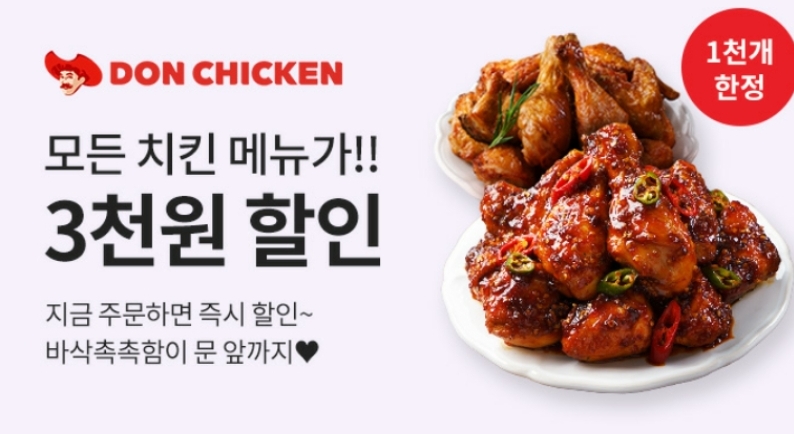 DON CHICKEN
모든 치킨 메뉴가!!
3천원 할인
지금 주문하면 즉시 할인~
바삭촉촉함이 문 앞까지♥
1천개
한정